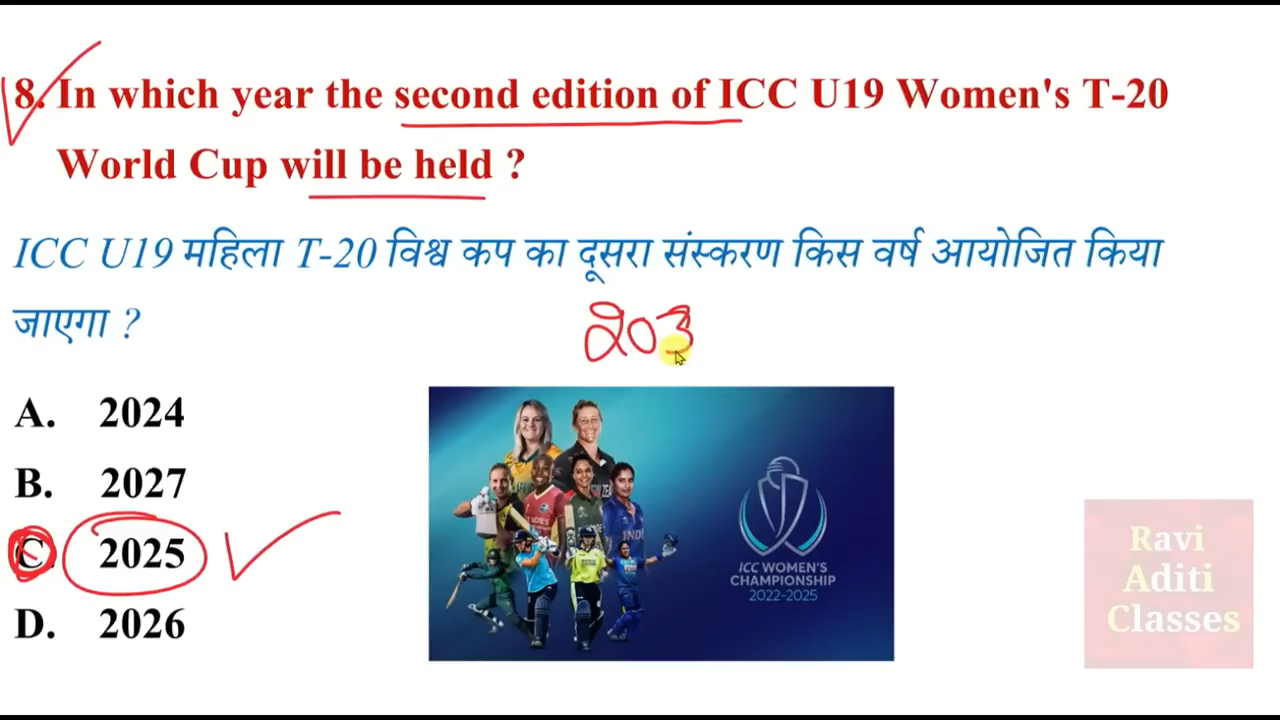 8. In which year the second edition of ICC U19 Women's T-20
World Cup will be held ?
ICC U19 महिला T-20 विश्व कप का दूसरा संस्करण किस वर्ष आयोजित किया
जाएगा ?
203
A. 2024
B. 2027
C. 2025
D. 2026
ICC WOMEN'S
CHAMPIONSHIP
2022-2025
Ravi
Aditi
Classes